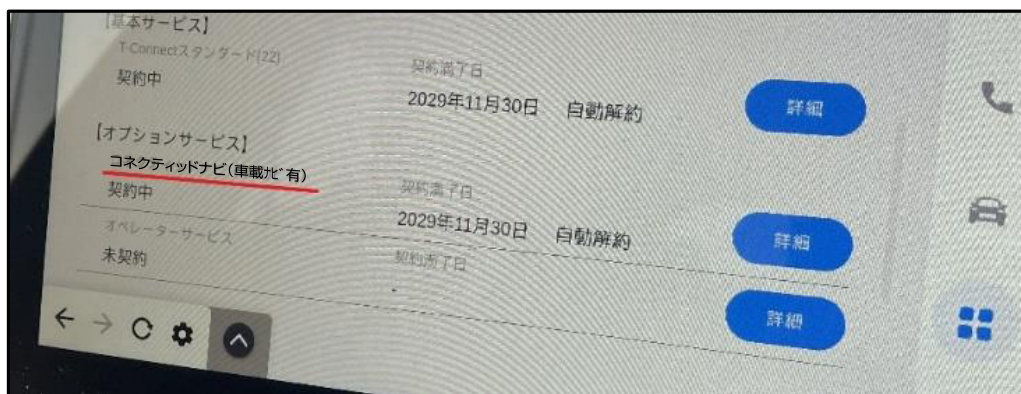 【基本サービス】
T-Connectスタンダード(22)
契約中
契約満了日
2029年11月30日 自動解約
詳細
【オプションサービス】
コネクティッドナビ(車載ナビ有)
契約中
契約満了日
2029年11月30日 自動解約
詳細
オペレーターサービス
未契約
契約満了日
-
詳細